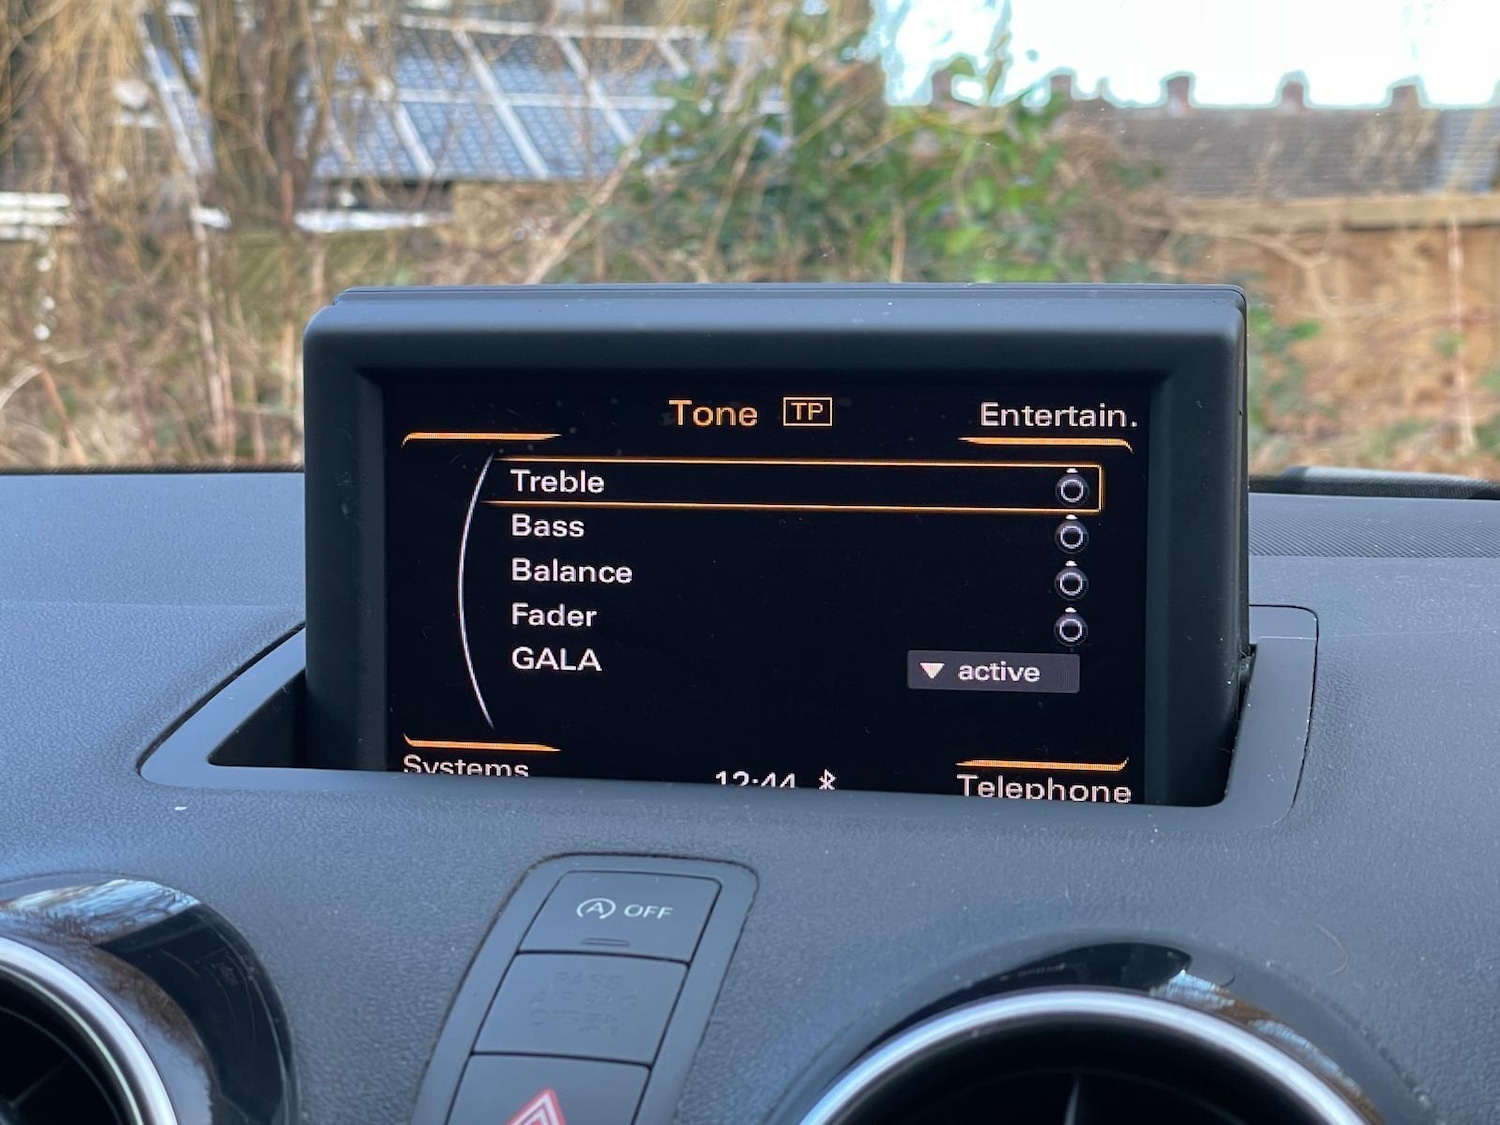 Tone TP Entertain.
Treble
Bass
Balance
Fader
GALA active
Systems 12:44 Telephone
A OFF